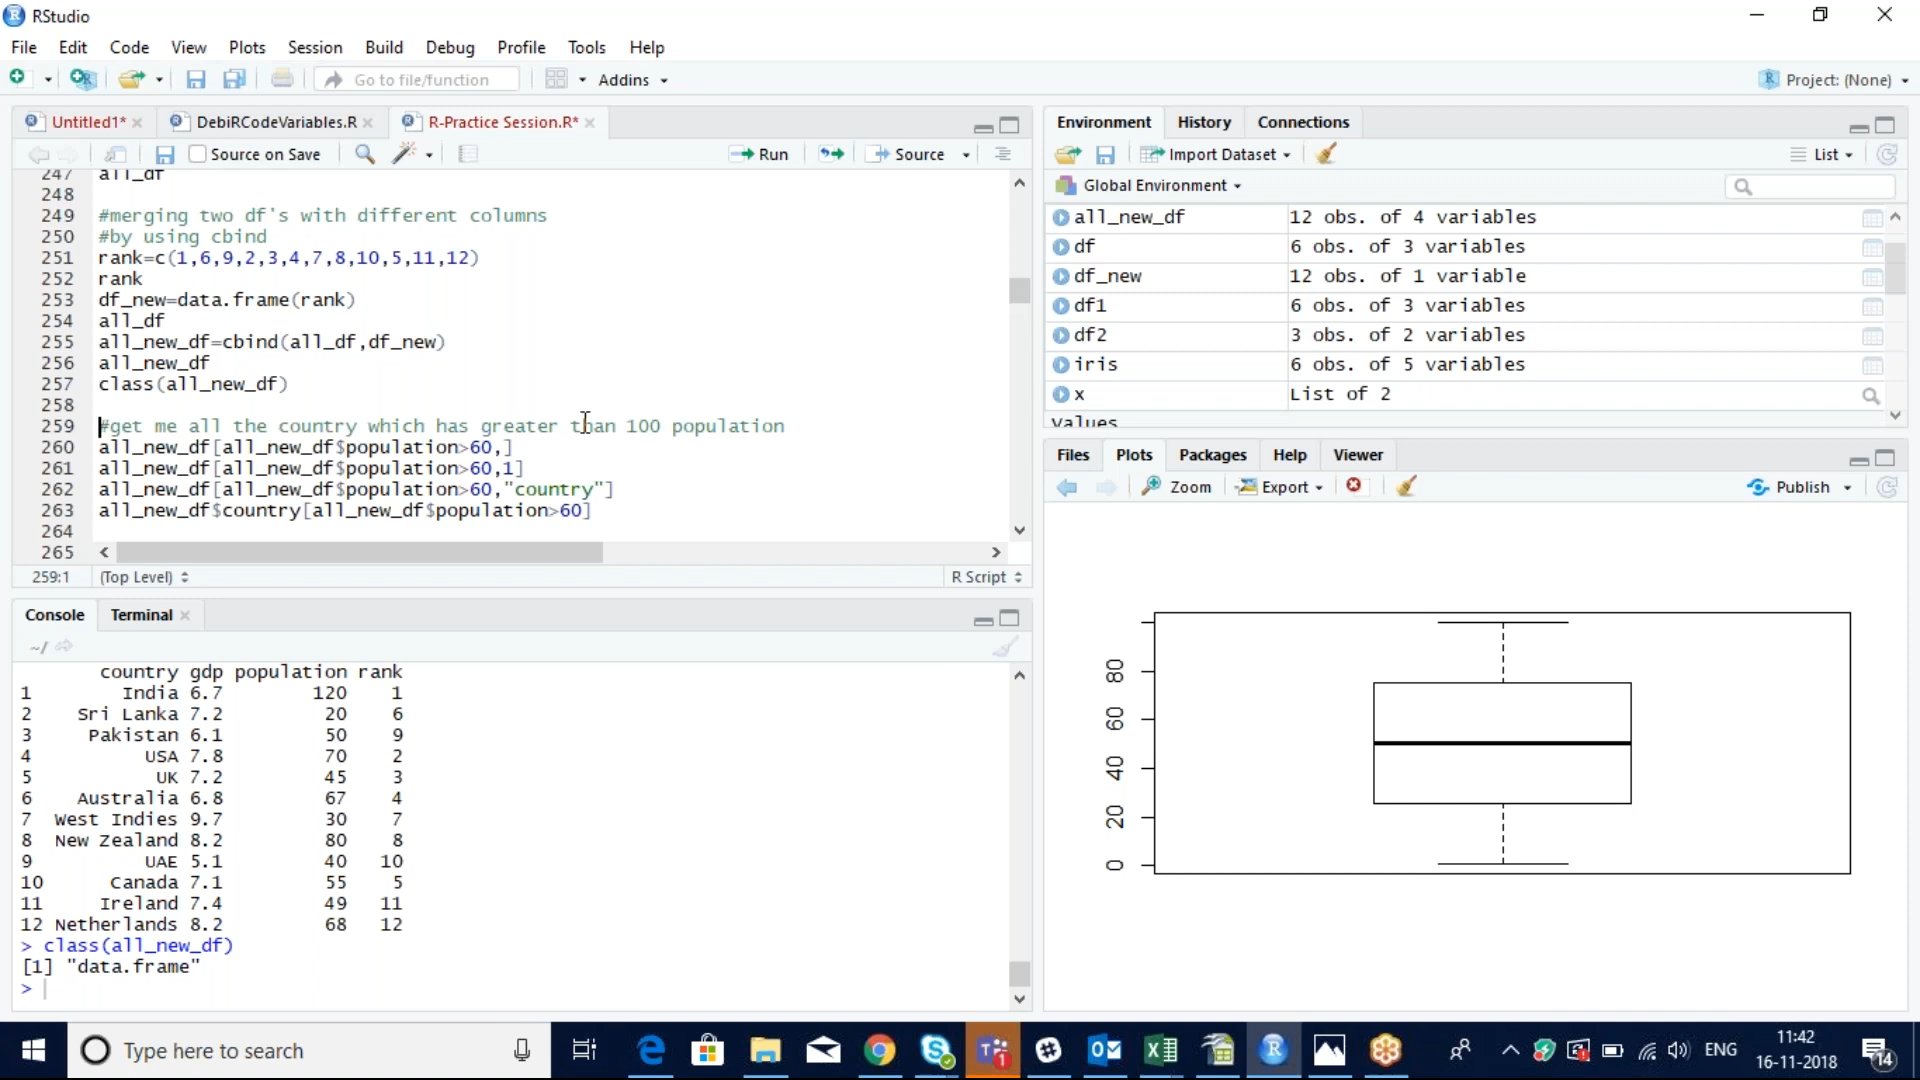 RStudio
File Edit Code View Plots Session Build Debug Profile Tools Help
Go to file/function Addins Project: (None)
Untitled1* DebiRCodeVariables.R R-Practice Session.R*
Source on Save Run Source
247 all_df
248
249 #merging two df's with different columns
250 #by using cbind
251 rank=c(1,6,9,2,3,4,7,8,10,5,11,12)
252 rank
253 df_new=data.frame(rank)
254 all_df
255 all_new_df=cbind(all_df,df_new)
256 all_new_df
257 class(all_new_df)
258
259 #get me all the country which has greater than 100 population
260 all_new_df[all_new_df$population>60,]
261 all_new_df[all_new_df$population>60,1]
262 all_new_df[all_new_df$population>60,"country"]
263 all_new_df$country[all_new_df$population>60]
264
265
259:1 (Top Level) R Script
Console Terminal
~/
country gdp population rank
1 India 6.7 120 1
2 Sri Lanka 7.2 20 6
3 Pakistan 6.1 50 9
4 USA 7.8 70 2
5 UK 7.2 45 3
6 Australia 6.8 67 4
7 West Indies 9.7 30 7
8 New Zealand 8.2 80 8
9 UAE 5.1 40 10
10 Canada 7.1 55 5
11 Ireland 7.4 49 11
12 Netherlands 8.2 68 12
> class(all_new_df)
[1] "data.frame"
>
Environment History Connections
Import Dataset List
Global Environment
all_new_df 12 obs. of 4 variables
df 6 obs. of 3 variables
df_new 12 obs. of 1 variable
df1 6 obs. of 3 variables
df2 3 obs. of 2 variables
iris 6 obs. of 5 variables
x List of 2
Values
Files Plots Packages Help Viewer
Zoom Export Publish
80
60
40
20
0
Type here to search
ENG
11:42
16-11-2018
14